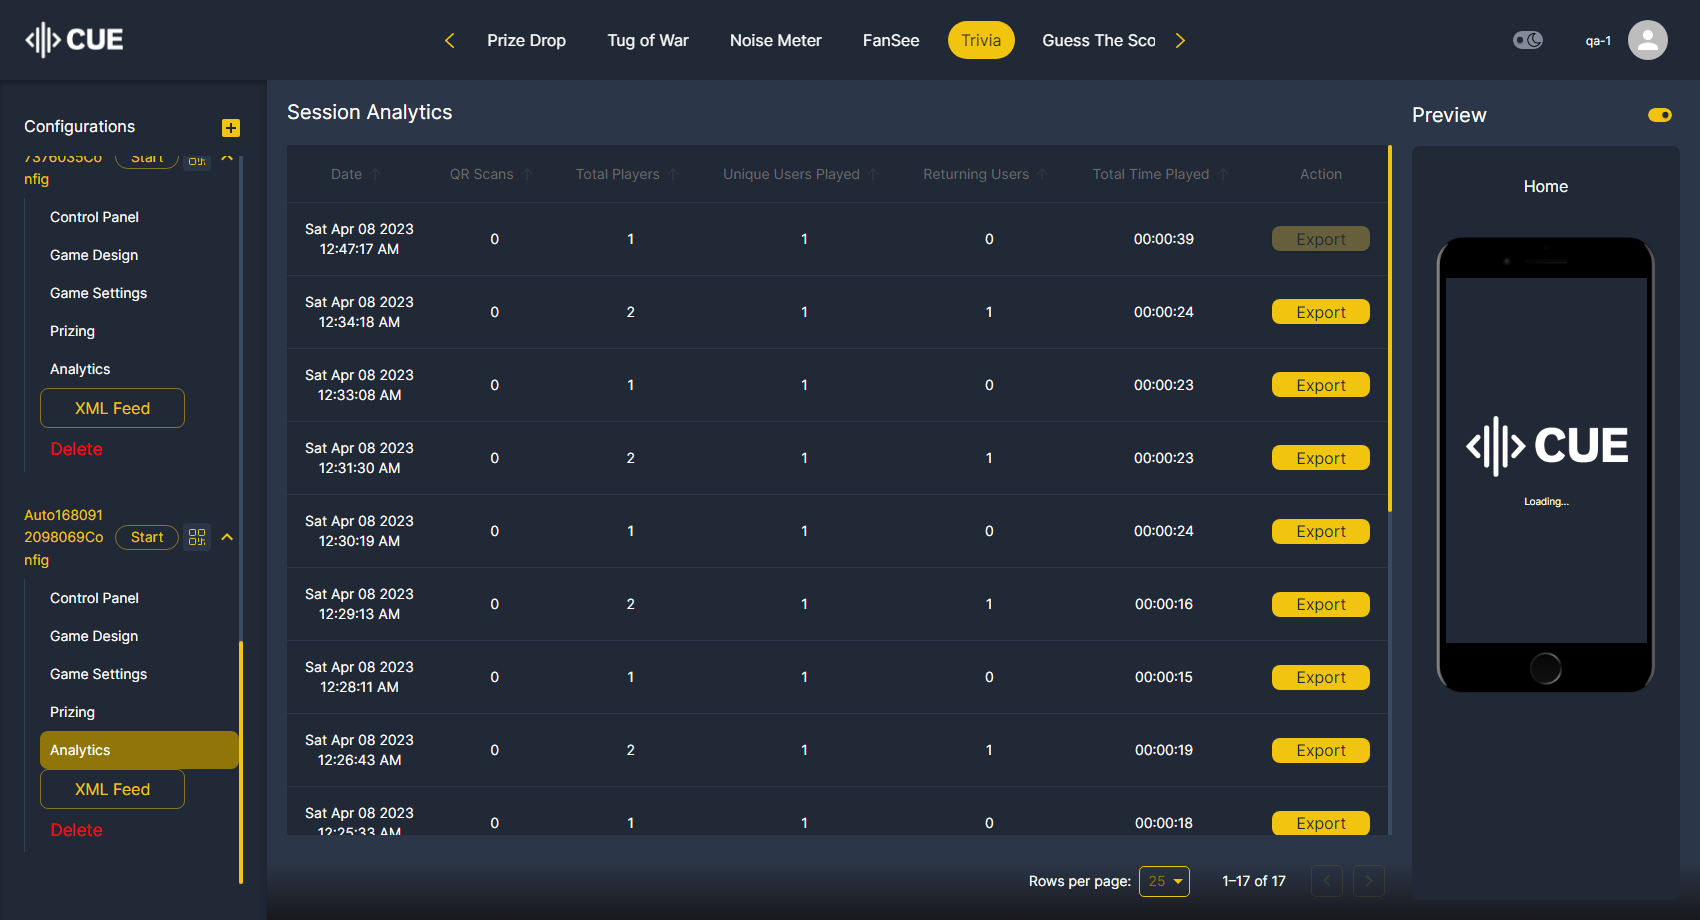 CUE
Prize Drop
Tug of War
Noise Meter
FanSee
Trivia
Guess The Sco
qa-1
Configurations
7376035Co
nfig
Start
Control Panel
Game Design
Game Settings
Prizing
Analytics
XML Feed
Delete
Auto168091
2098069Co
nfig
Start
Control Panel
Game Design
Game Settings
Prizing
Analytics
XML Feed
Delete
Session Analytics
Date QR Scans Total Players Unique Users Played Returning Users Total Time Played Action
Sat Apr 08 2023
12:47:17 AM
0 1 1 0 00:00:39 Export
Sat Apr 08 2023
12:34:18 AM
0 2 1 1 00:00:24 Export
Sat Apr 08 2023
12:33:08 AM
0 1 1 0 00:00:23 Export
Sat Apr 08 2023
12:31:30 AM
0 2 1 1 00:00:23 Export
Sat Apr 08 2023
12:30:19 AM
0 1 1 0 00:00:24 Export
Sat Apr 08 2023
12:29:13 AM
0 2 1 1 00:00:16 Export
Sat Apr 08 2023
12:28:11 AM
0 1 1 0 00:00:15 Export
Sat Apr 08 2023
12:26:43 AM
0 2 1 1 00:00:19 Export
Sat Apr 08 2023
12:25:33 AM
0 1 1 0 00:00:18 Export
Rows per page: 25 1–17 of 17
Preview
Home
CUE
Loading...